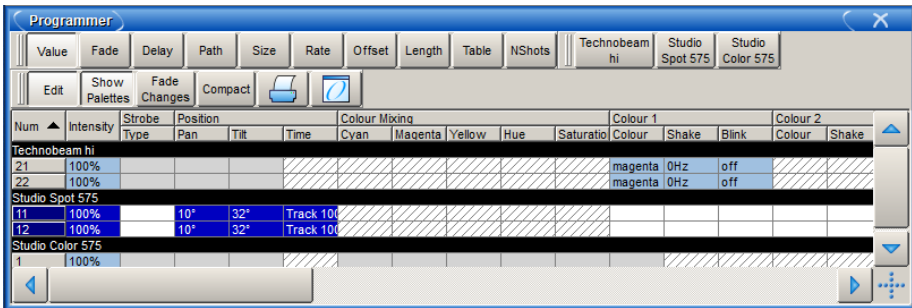 Programmer
Value Fade Delay Path Size Rate Offset Length Table NShots Technobeam hi Studio Spot 575 Studio Color 575
Edit Show Palettes Fade Changes Compact
Num Intensity Strobe Position Colour Mixing Colour 1 Colour 2
Type Pan Tilt Time Cyan Magenta Yellow Hue Saturatio Colour Shake Blink Colour Shake
Technobeam hi
21 100% magenta 0Hz off
22 100% magenta 0Hz off
Studio Spot 575
11 100% 10° 32° Track 100
12 100% 10° 32° Track 100
Studio Color 575
1 100%